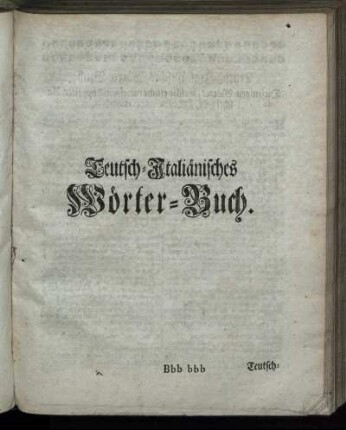 Teutsch-Italiänisches
Wörter-Buch.
Bbb bbb Teutsch-